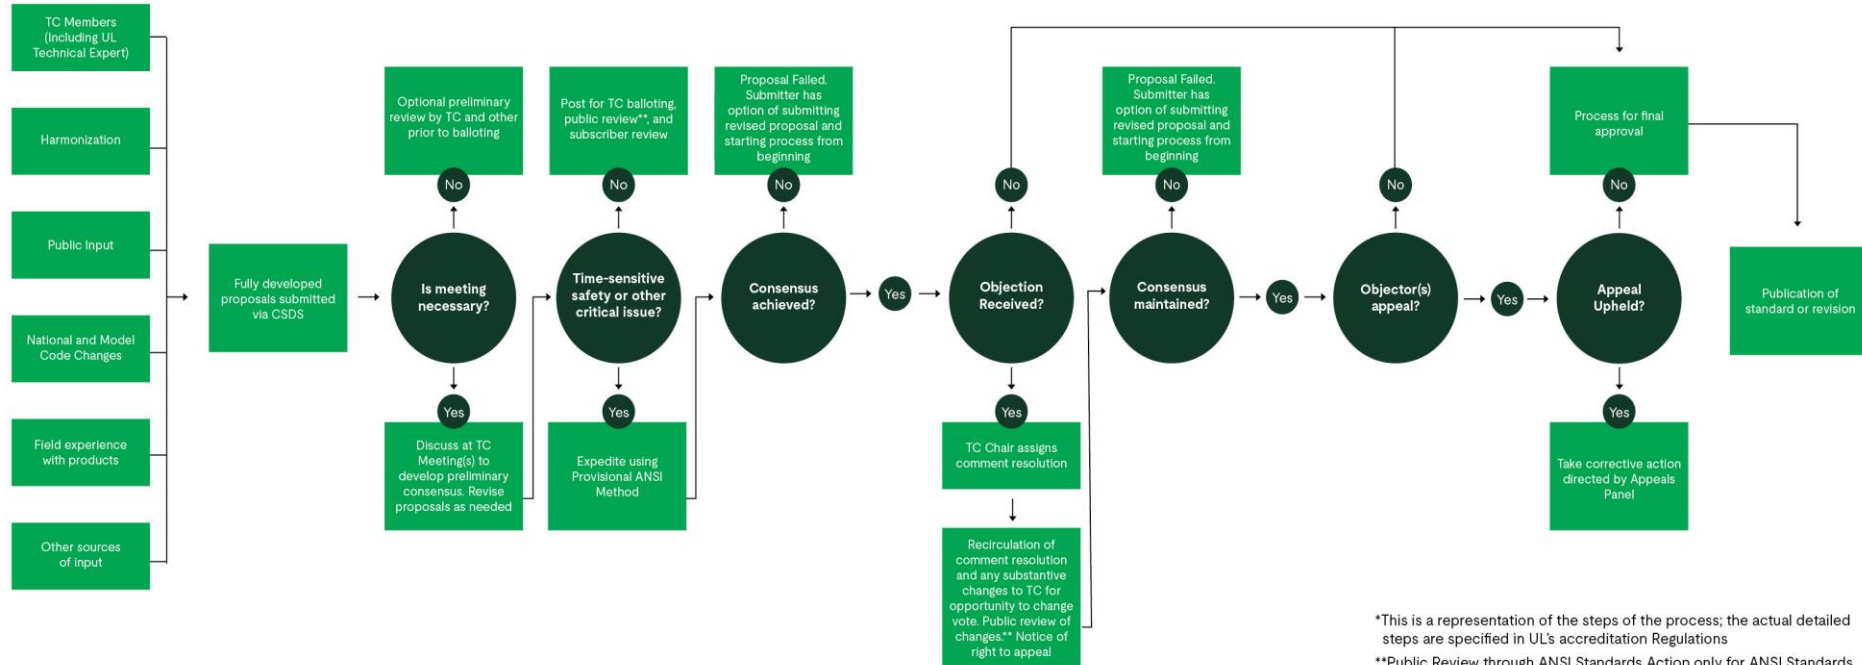 TC Members
(Including UL
Technical Expert)
Harmonization
Public Input
National and Model
Code Changes
Field experience
with products
Other sources
of input
Fully developed
proposals submitted
via CSDS
Optional preliminary
review by TC and other
prior to balloting
No
Is meeting
necessary?
Yes
Discuss at TC
Meeting(s) to
develop preliminary
consensus. Revise
proposals as needed
Post for TC balloting,
public review**, and
subscriber review
No
Time-sensitive
safety or other
critical issue?
Yes
Expedite using
Provisional ANSI
Method
Proposal Failed.
Submitter has
option of submitting
revised proposal and
starting process from
beginning
No
Consensus
achieved?
Yes
No
Objection
Received?
Yes
TC Chair assigns
comment resolution
Recirculation of
comment resolution
and any substantive
changes to TC for
opportunity to change
vote. Public review of
changes.** Notice of
right to appeal
Proposal Failed.
Submitter has
option of submitting
revised proposal and
starting process from
beginning
No
Consensus
maintained?
Yes
No
Objector(s)
appeal?
Yes
Process for final
approval
No
Appeal
Upheld?
Yes
Take corrective action
directed by Appeals
Panel
Publication of
standard or revision
*This is a representation of the steps of the process; the actual detailed
steps are specified in UL's accreditation Regulations
**Public Review through ANSI Standards Action only for ANSI Standards